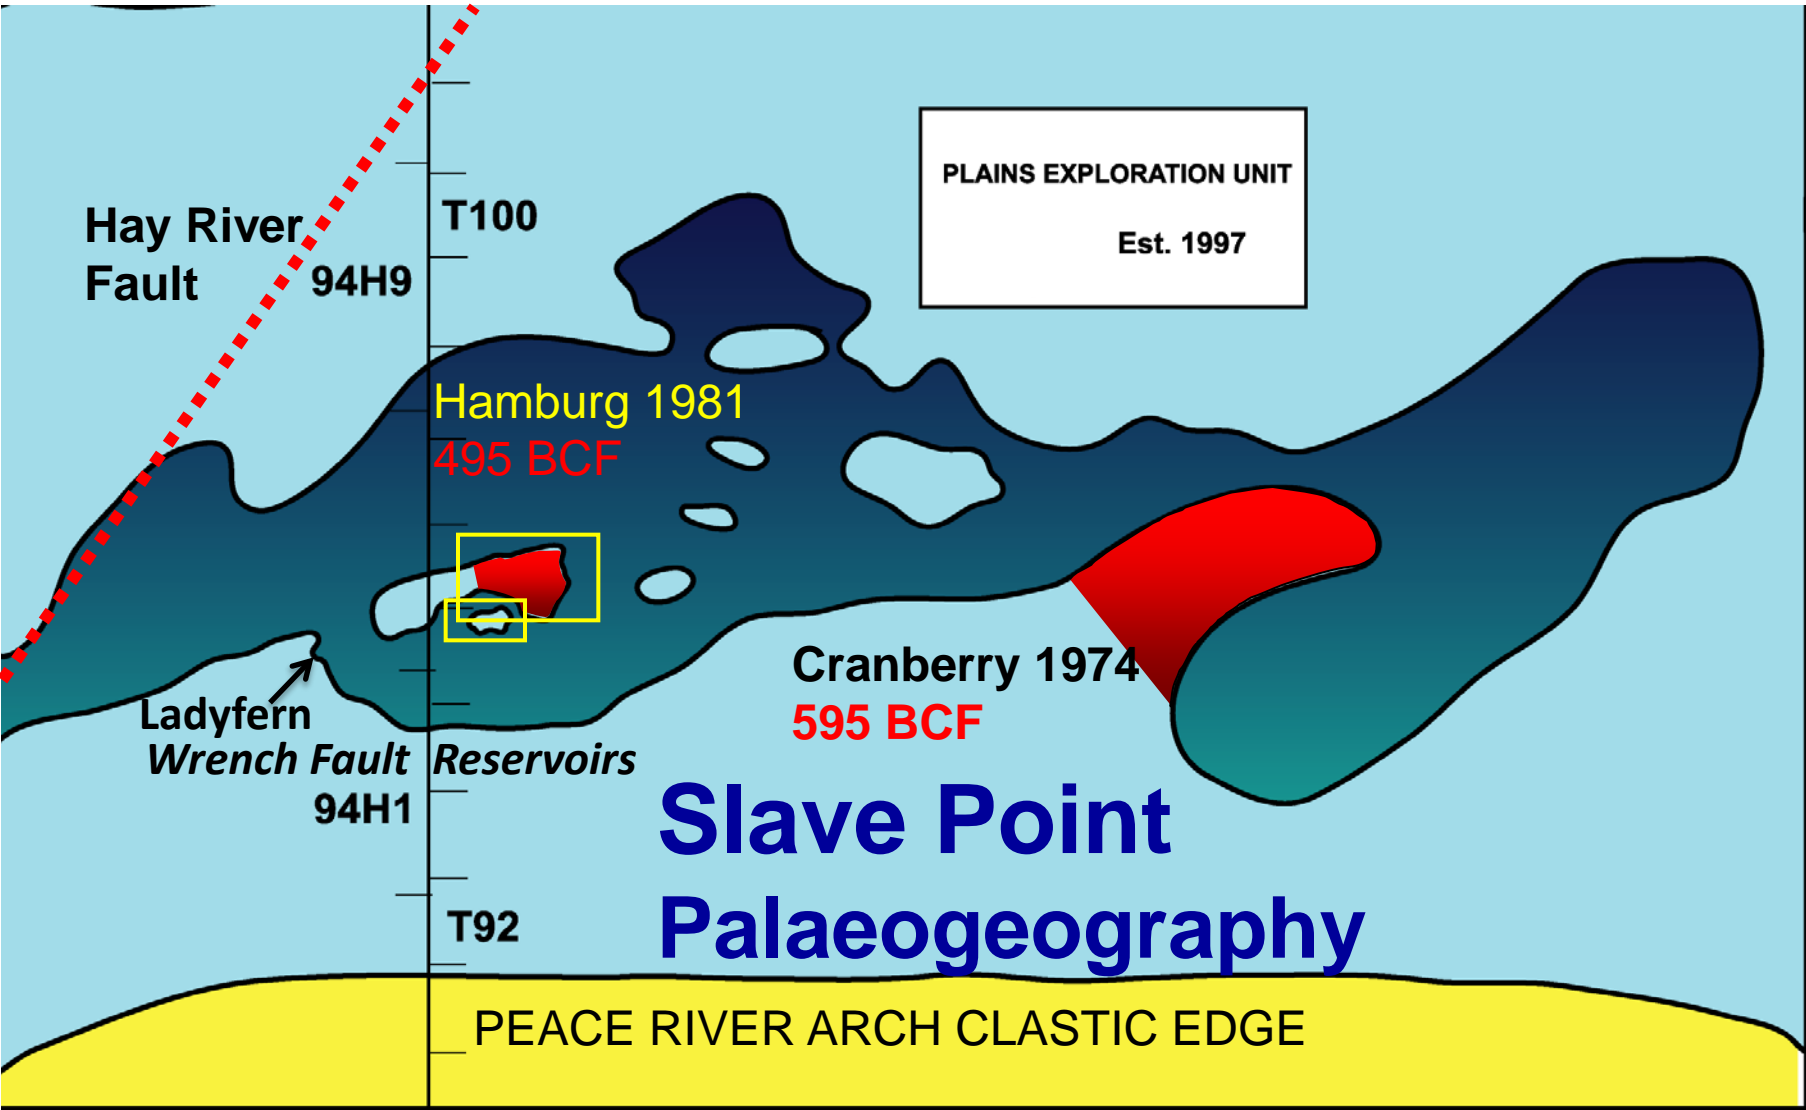 PLAINS EXPLORATION UNIT
Est. 1997
T100
Hay River
Fault
94H9
Hamburg 1981
495 BCF
Cranberry 1974
595 BCF
Ladyfern
Wrench Fault Reservoirs
94H1
Slave Point
Palaeogeography
T92
PEACE RIVER ARCH CLASTIC EDGE